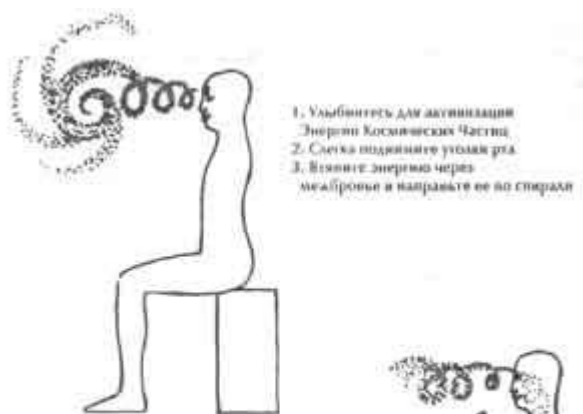 1. Улыбнитесь для активизации
Энергии Космических Частиц
2. Слегка поднимите уголки рта
3. Втяните энергию через
межбровье и направьте ее по спирали